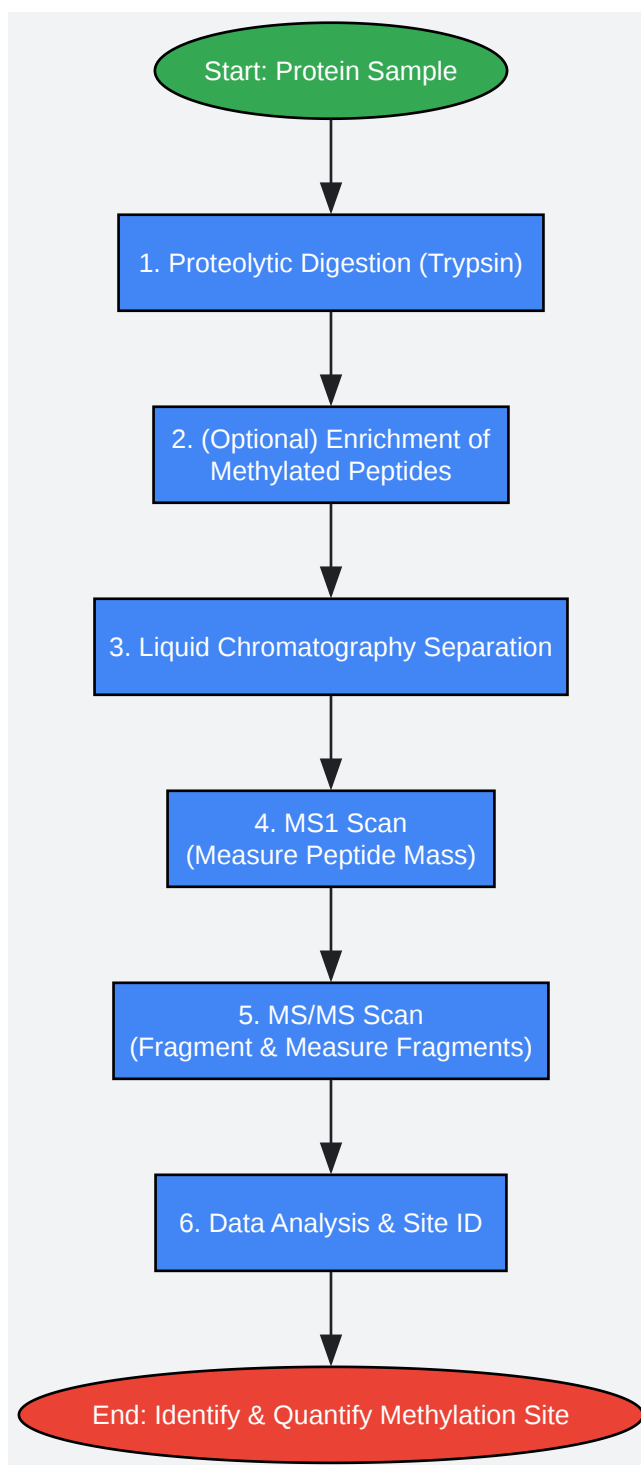 Start: Protein Sample
1. Proteolytic Digestion (Trypsin)
2. (Optional) Enrichment of
Methylated Peptides
3. Liquid Chromatography Separation
4. MS1 Scan
(Measure Peptide Mass)
5. MS/MS Scan
(Fragment & Measure Fragments)
6. Data Analysis & Site ID
End: Identify & Quantify Methylation Site